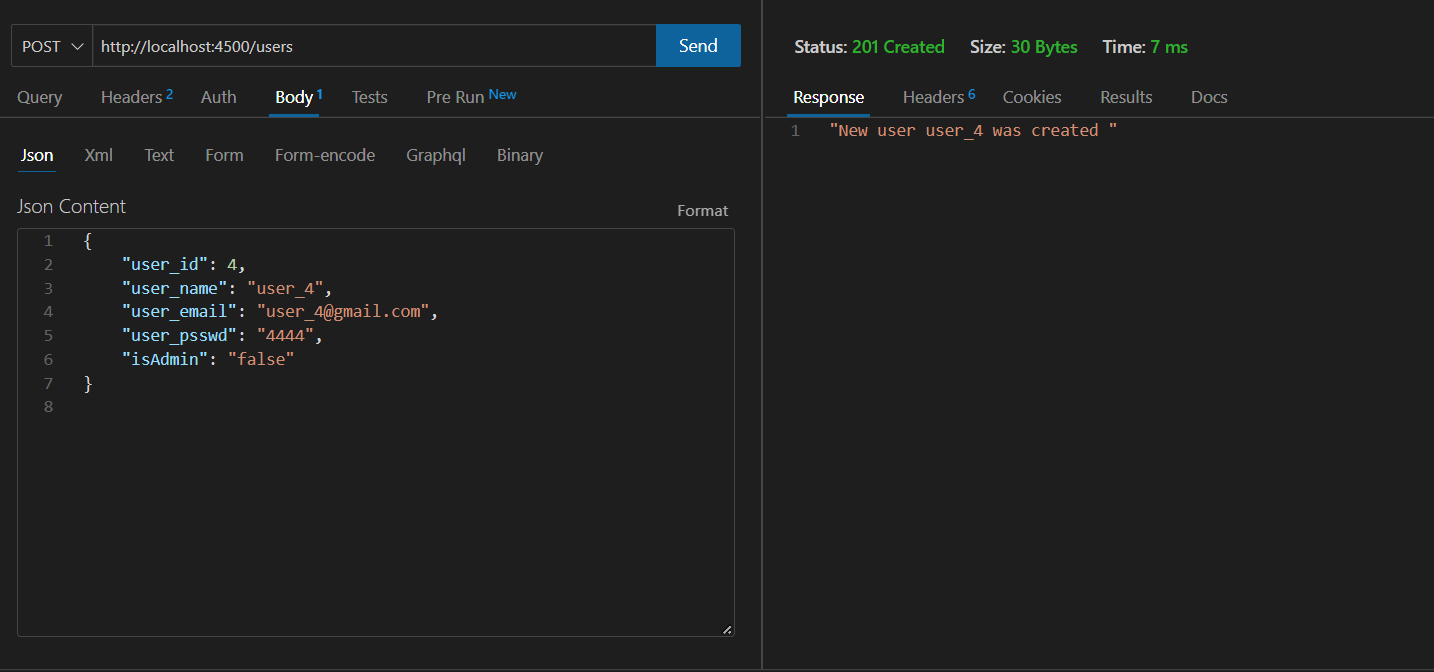 POST http://localhost:4500/users Send
Query Headers 2 Auth Body 1 Tests Pre Run New
Json Xml Text Form Form-encode Graphql Binary
Json Content
Format
1 {
2 "user_id": 4,
3 "user_name": "user_4",
4 "user_email": "user_4@gmail.com",
5 "user_psswd": "4444",
6 "isAdmin": "false"
7 }
8
Status: 201 Created Size: 30 Bytes Time: 7 ms
Response Headers 6 Cookies Results Docs
1 "New user user_4 was created "